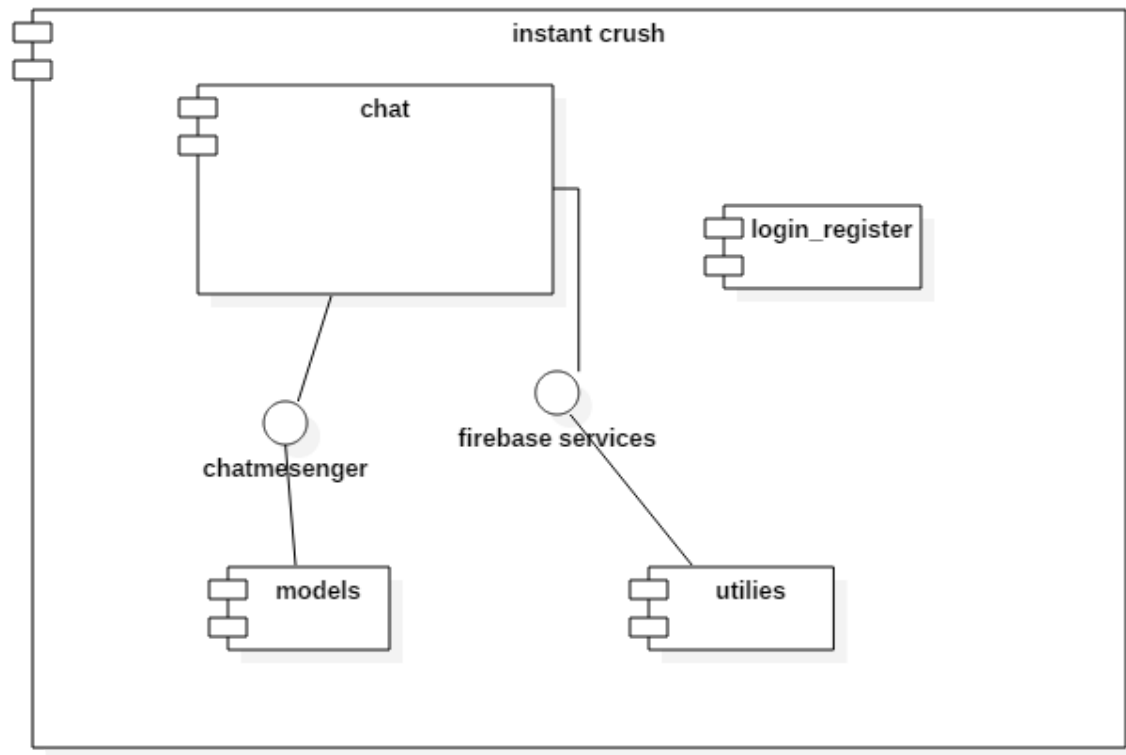 instant crush
chat
login_register
firebase services
chatmesenger
models
utilies